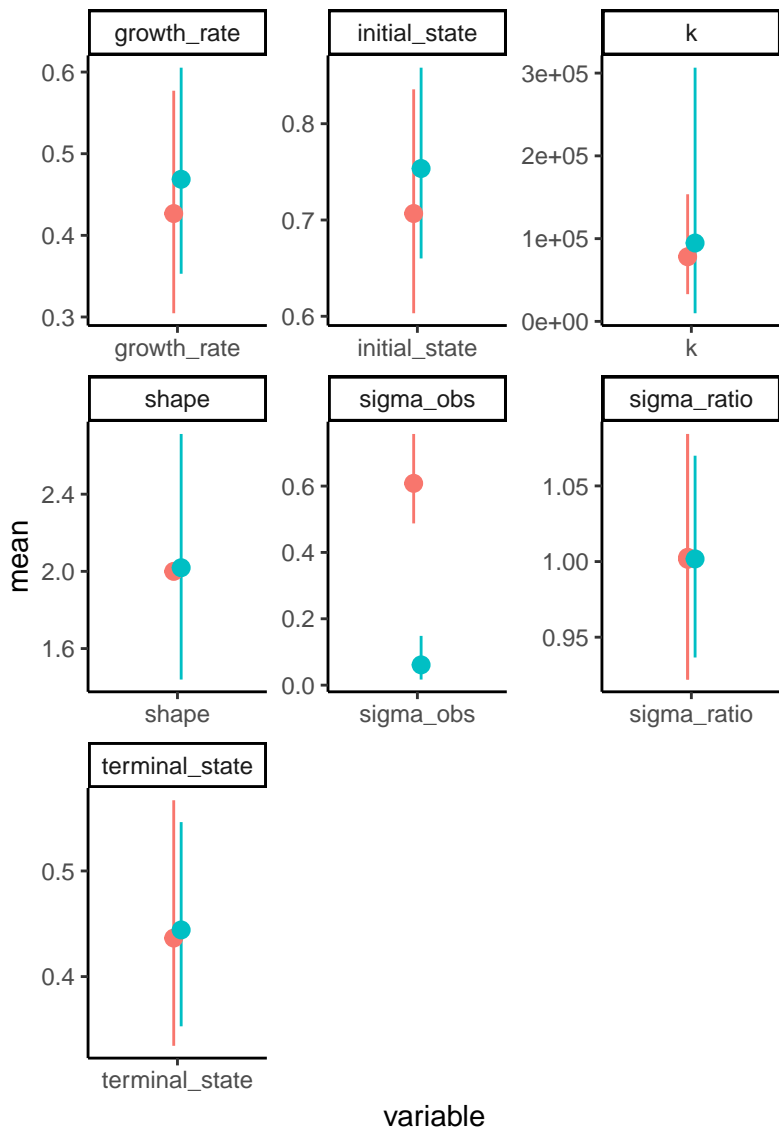 growth_rate initial_state k
0.6
0.5
0.4
0.3
0.8
0.7
0.6
3e+05
2e+05
1e+05
0e+00
growth_rate initial_state k
shape sigma_obs sigma_ratio
2.4
2.0
1.6
0.6
0.4
0.2
0.0
1.05
1.00
0.95
shape sigma_obs sigma_ratio
mean
terminal_state
0.5
0.4
terminal_state
variable